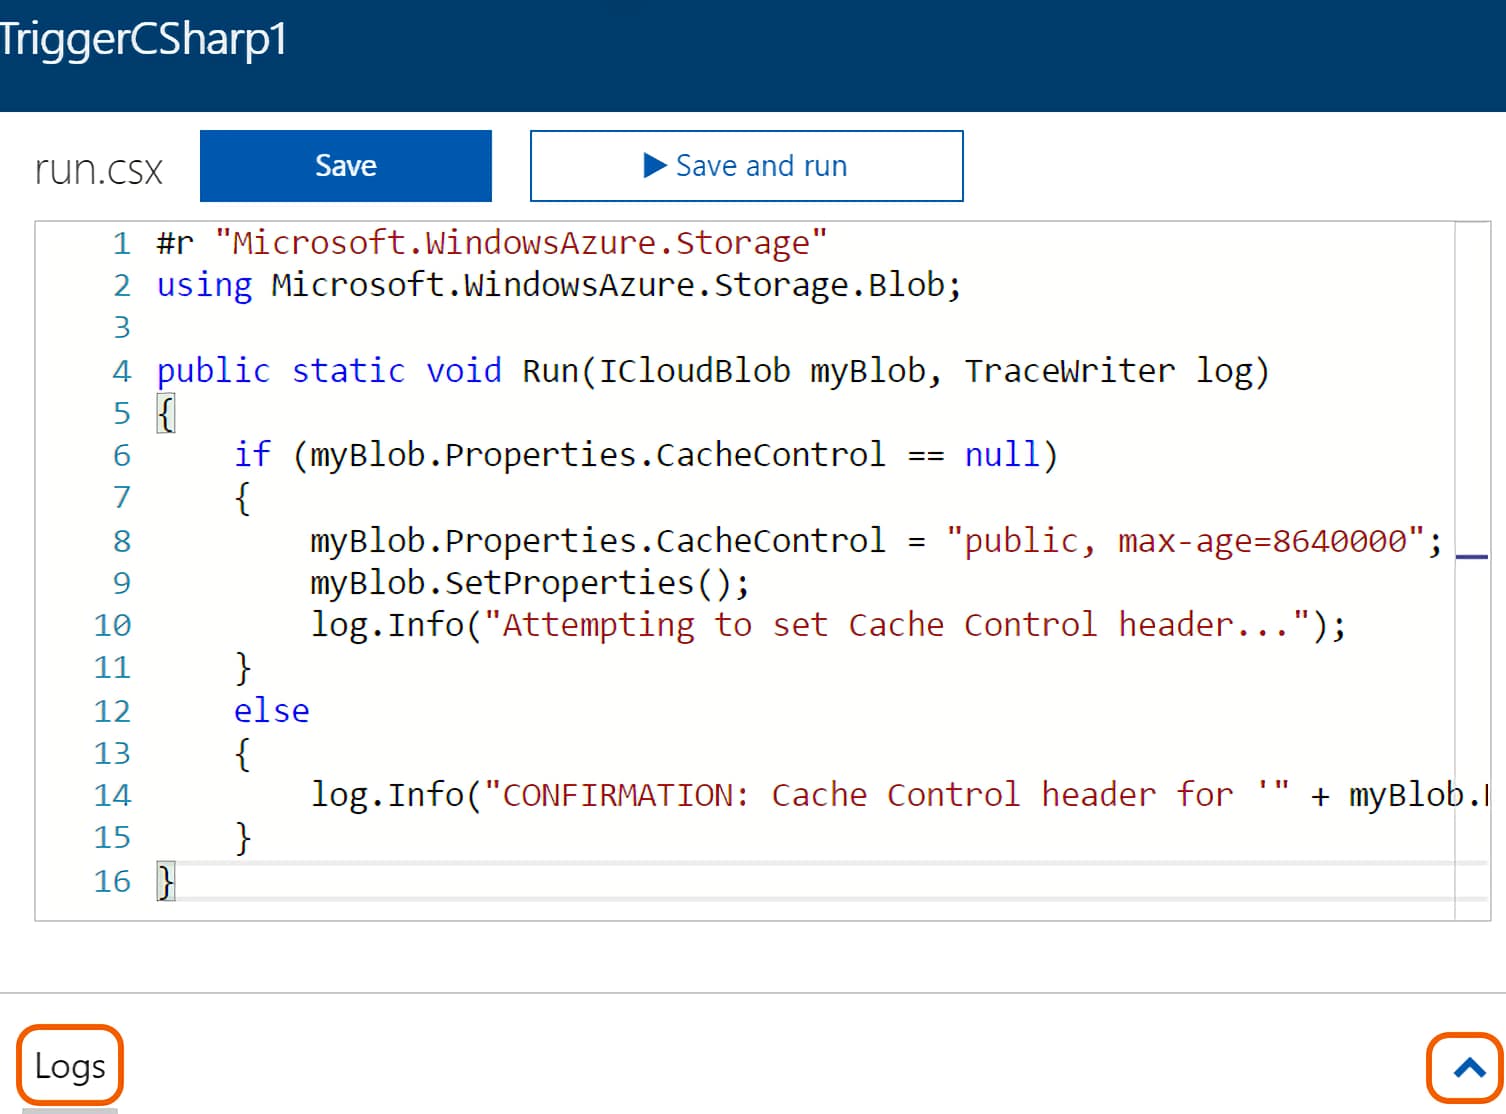 TriggerCSharp1
run.csx Save Save and run
1 #r "Microsoft.WindowsAzure.Storage"
2 using Microsoft.WindowsAzure.Storage.Blob;
3
4 public static void Run(ICloudBlob myBlob, TraceWriter log)
5 {
6     if (myBlob.Properties.CacheControl == null)
7     {
8         myBlob.Properties.CacheControl = "public, max-age=8640000";
9         myBlob.SetProperties();
10         log.Info("Attempting to set Cache Control header...");
11     }
12     else
13     {
14         log.Info("CONFIRMATION: Cache Control header for '" + myBlob.
15     }
16 }
Logs